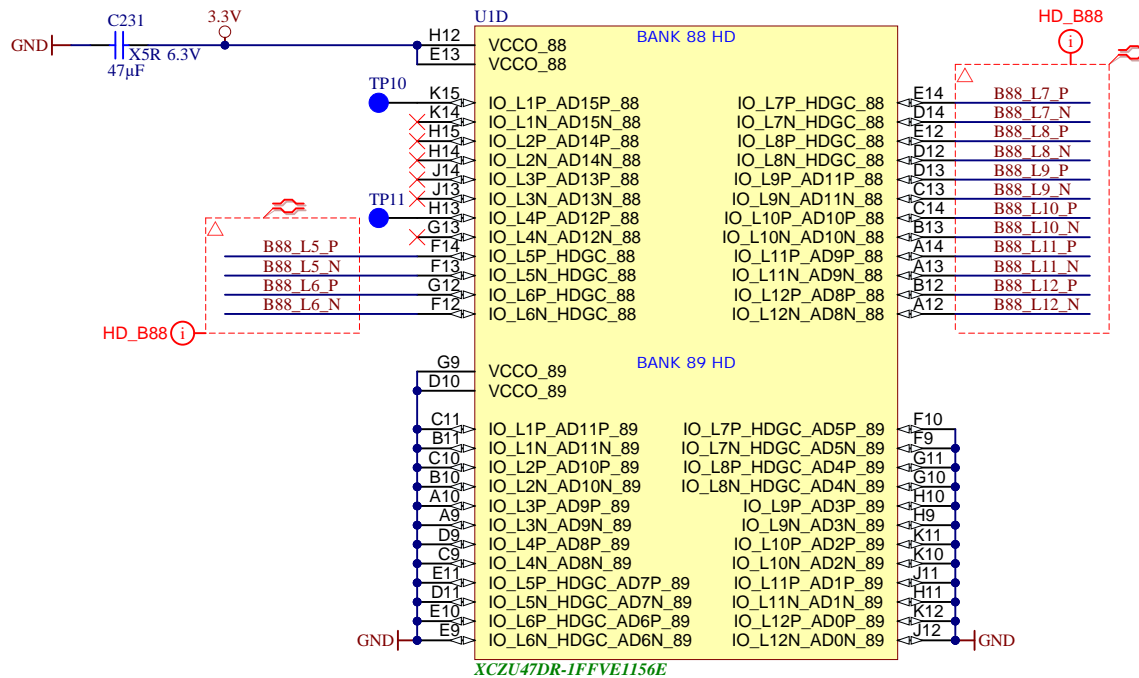 C231
3.3V
U1D
HD_B88
GND
X5R 6.3V
47µF
H12 VCCO_88
E13 VCCO_88
BANK 88 HD
i
TP10
K15 IO_L1P_AD15P_88 IO_L7P_HDGC_88 E14 B88_L7_P
K14 IO_L1N_AD15N_88 IO_L7N_HDGC_88 D14 B88_L7_N
H15 IO_L2P_AD14P_88 IO_L8P_HDGC_88 E12 B88_L8_P
H14 IO_L2N_AD14N_88 IO_L8N_HDGC_88 D12 B88_L8_N
J14 IO_L3P_AD13P_88 IO_L9P_AD11P_88 D13 B88_L9_P
J13 IO_L3N_AD13N_88 IO_L9N_AD11N_88 C13 B88_L9_N
TP11
H13 IO_L4P_AD12P_88 IO_L10P_AD10P_88 C14 B88_L10_P
G13 IO_L4N_AD12N_88 IO_L10N_AD10N_88 B13 B88_L10_N
B88_L5_P F14 IO_L5P_HDGC_88 IO_L11P_AD9P_88 A14 B88_L11_P
B88_L5_N F13 IO_L5N_HDGC_88 IO_L11N_AD9N_88 A13 B88_L11_N
B88_L6_P G12 IO_L6P_HDGC_88 IO_L12P_AD8P_88 B12 B88_L12_P
B88_L6_N F12 IO_L6N_HDGC_88 IO_L12N_AD8N_88 A12 B88_L12_N
HD_B88 i
BANK 89 HD
G9 VCCO_89
D10 VCCO_89
C11 IO_L1P_AD11P_89 IO_L7P_HDGC_AD5P_89 F10
B11 IO_L1N_AD11N_89 IO_L7N_HDGC_AD5N_89 F9
C10 IO_L2P_AD10P_89 IO_L8P_HDGC_AD4P_89 G11
B10 IO_L2N_AD10N_89 IO_L8N_HDGC_AD4N_89 G10
A10 IO_L3P_AD9P_89 IO_L9P_AD3P_89 H10
A9 IO_L3N_AD9N_89 IO_L9N_AD3N_89 H9
D9 IO_L4P_AD8P_89 IO_L10P_AD2P_89 K11
C9 IO_L4N_AD8N_89 IO_L10N_AD2N_89 K10
E11 IO_L5P_HDGC_AD7P_89 IO_L11P_AD1P_89 J11
D11 IO_L5N_HDGC_AD7N_89 IO_L11N_AD1N_89 H11
E10 IO_L6P_HDGC_AD6P_89 IO_L12P_AD0P_89 K12
GND E9 IO_L6N_HDGC_AD6N_89 IO_L12N_AD0N_89 J12 GND
XCZU47DR-1FFVE1156E